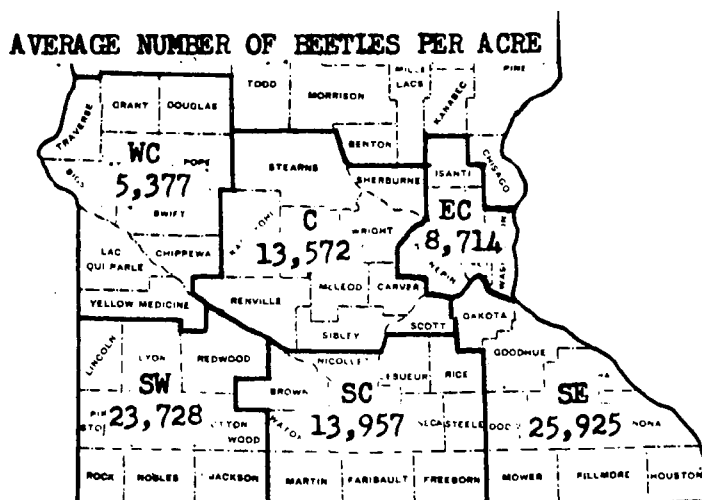 AVERAGE NUMBER OF BEETLES PER ACRE
PINE
TODD
LACS
MORRISON
KANABEC
GRANT
DOUGLAS
TRAVERSE
BENTON
WC
POPE
STEARNS
ISANTI
CHISAGO
5,377
SHERBURNE
SWIFT
C
WRIGHT
EC
13,572
8,714
LAC
QUI PARLE
CHIPPEWA
YELLOW MEDICINE
RENVILLE
McLEOD
CARVER
SIBLEY
SCOTT
DAKOTA
LINCOLN
LYON
REDWOOD
NICOLLET
GOODHUE
SW
BROWN
SC
RICE
SE
23,728
13,957
STEELE
25,925
WOOD
ROCK
NOBLES
JACKSON
MARTIN
FARIBAULT
FREEBORN
MOWER
FILLMORE
HOUSTON